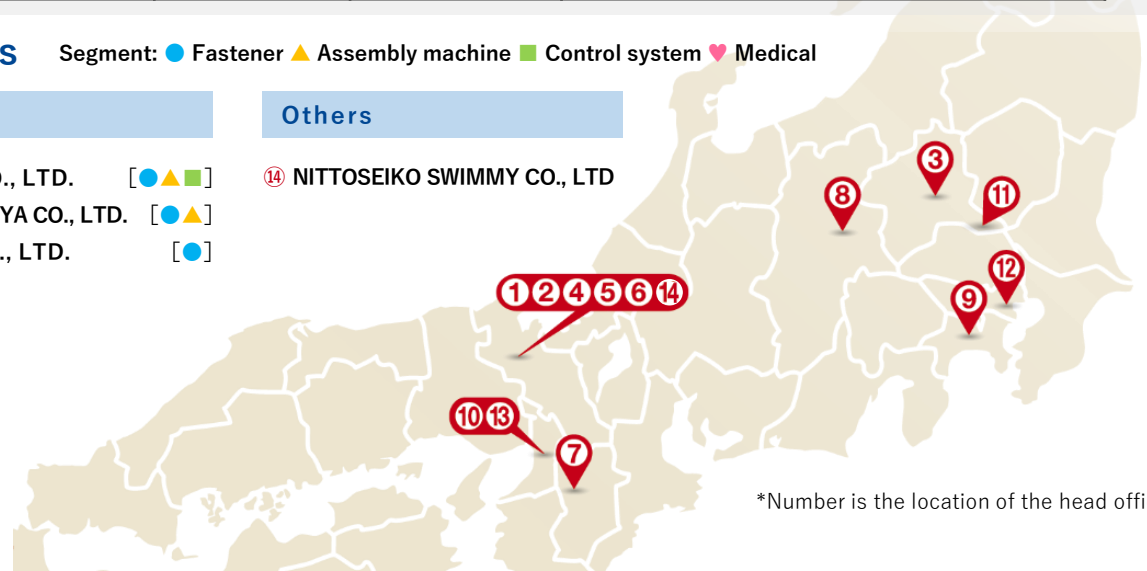 S Segment: Fastener Assembly machine Control system Medical
Others
., LTD.
⑭ NITTOSEIKO SWIMMY CO., LTD
YA CO., LTD.
., LTD.
3
8
11
12
9
1 2 4 5 6 14
10 13
7
*Number is the location of the head offi